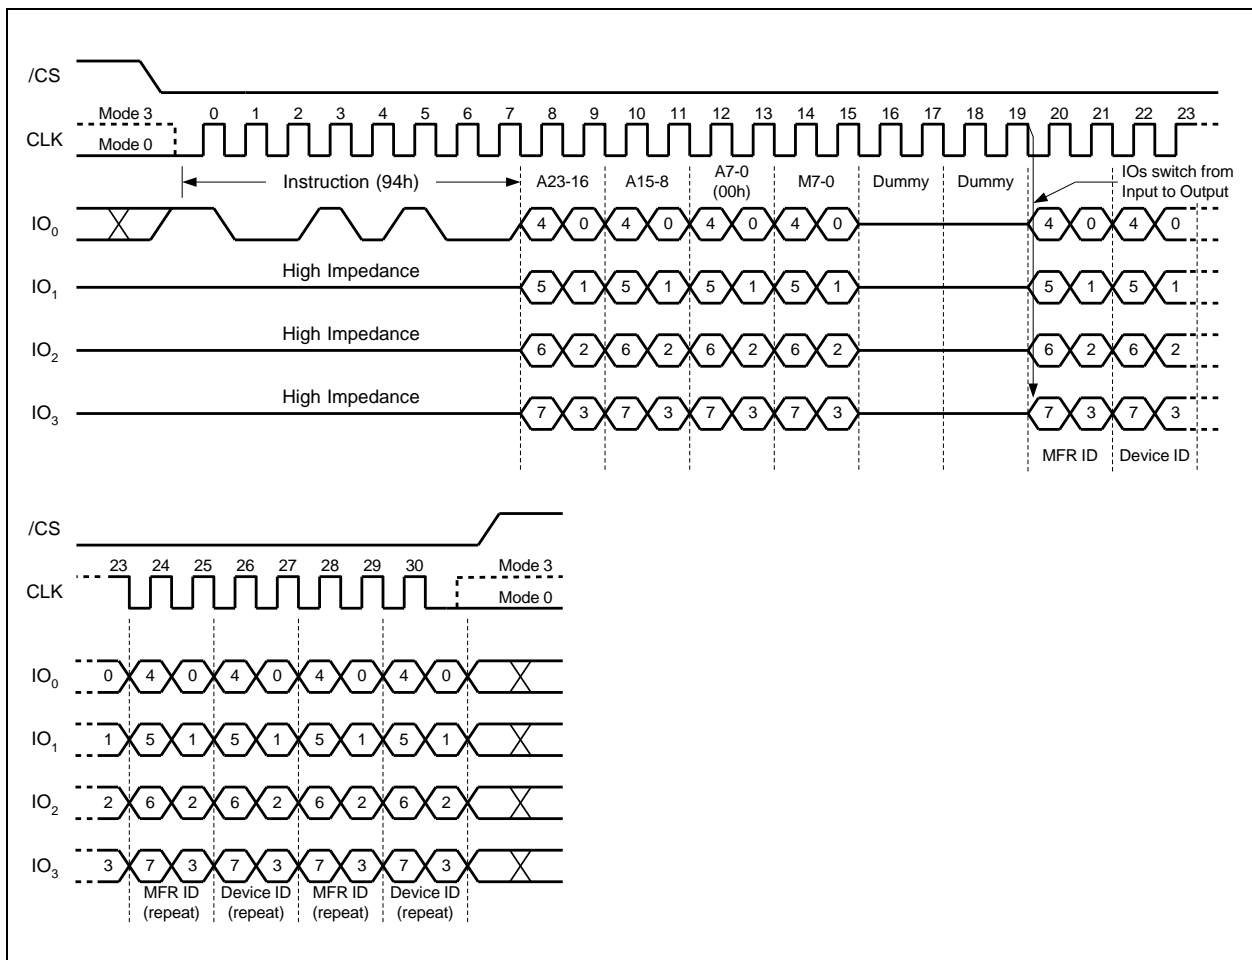 /CS
Mode 3 0 1 2 3 4 5 6 7 8 9 10 11 12 13 14 15 16 17 18 19 20 21 22 23
CLK Mode 0
Instruction (94h) A23-16 A15-8 A7-0 (00h) M7-0 Dummy Dummy IOs switch from Input to Output
IO0 4 0 4 0 4 0 4 0 4 0 4 0
High Impedance
IO1 5 1 5 1 5 1 5 1 5 1 5 1
High Impedance
IO2 6 2 6 2 6 2 6 2 6 2 6 2
High Impedance
IO3 7 3 7 3 7 3 7 3 7 3 7 3
MFR ID Device ID
/CS
23 24 25 26 27 28 29 30 Mode 3
CLK Mode 0
IO0 0 4 0 4 0 4 0 4 0
IO1 1 5 1 5 1 5 1 5 1
IO2 2 6 2 6 2 6 2 6 2
IO3 3 7 3 7 3 7 3 7 3
MFR ID Device ID MFR ID Device ID
(repeat) (repeat) (repeat) (repeat)